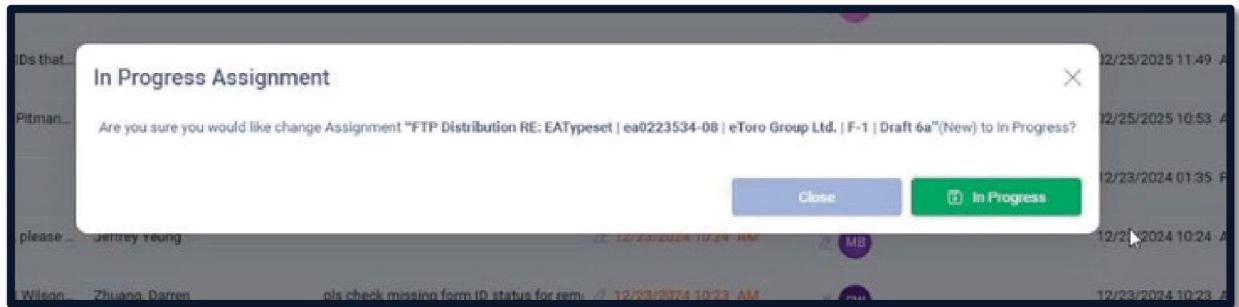 IDs that...
02/25/2025 11:49 A
In Progress Assignment
Pitman...
Are you sure you would like change Assignment "FTP Distribution RE: EATypeset | ea0223534-08 | eToro Group Ltd. | F-1 | Draft 6a"(New) to In Progress?
02/25/2025 10:53 A
12/23/2024 01:35 P
Close
In Progress
please ... Jeffrey Yeung 12/23/2024 10:24 AM MB 12/2 2024 10:24 A
Wilson... Zhuang, Darren pls check missing form ID status for rem 12/23/2024 10:23 AM 12/23/2024 10:23 A